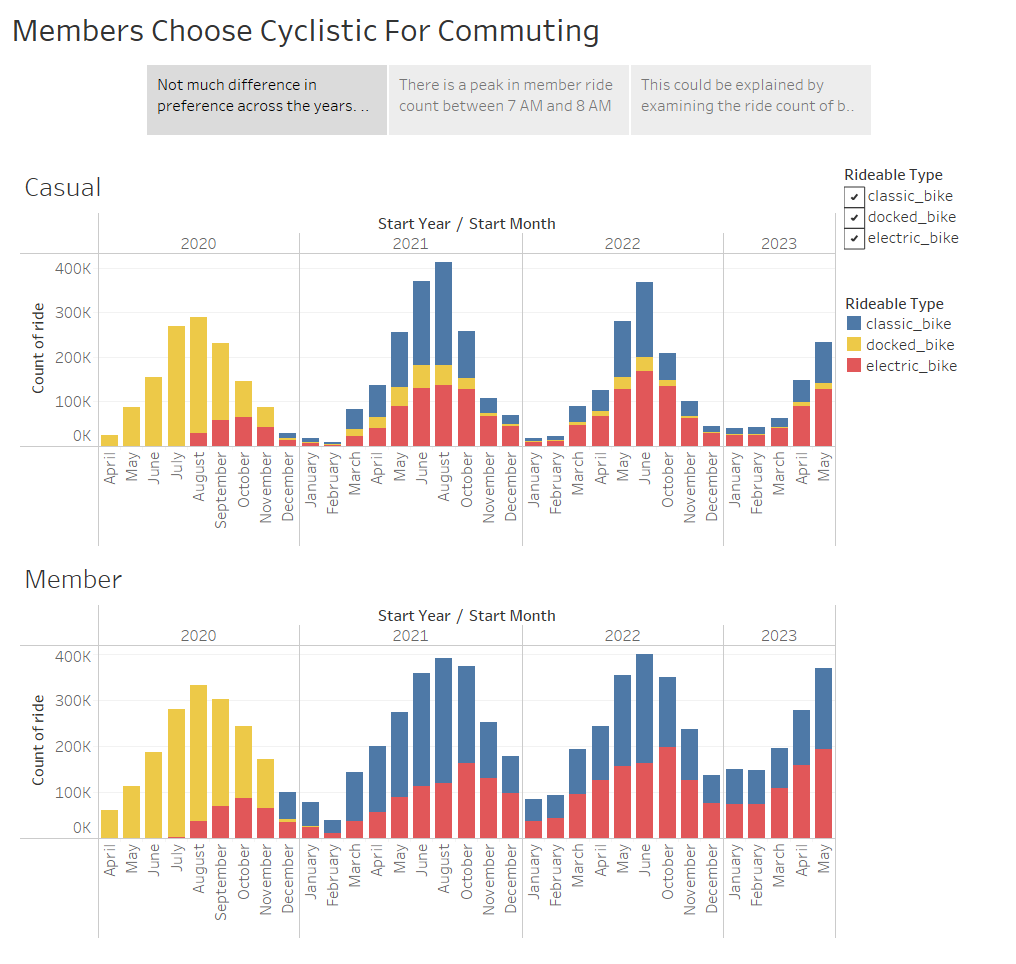 Members Choose Cyclistic For Commuting
Not much difference in
preference across the years. ..
There is a peak in member ride
count between 7 AM and 8 AM
This could be explained by
examining the ride count of b..
Casual
Start Year / Start Month
2020 2021 2022 2023
Count of ride
400K
300K
200K
100K
0K
April May June July August September October November December January February March April May June August October November December January February March April May June October November December January February March April May
Rideable Type
classic_bike
docked_bike
electric_bike
Rideable Type
classic_bike
docked_bike
electric_bike
Member
Start Year / Start Month
2020 2021 2022 2023
Count of ride
400K
300K
200K
100K
0K
April May June July August September October November December January February March April May June August October November December January February March April May June October November December January February March April May